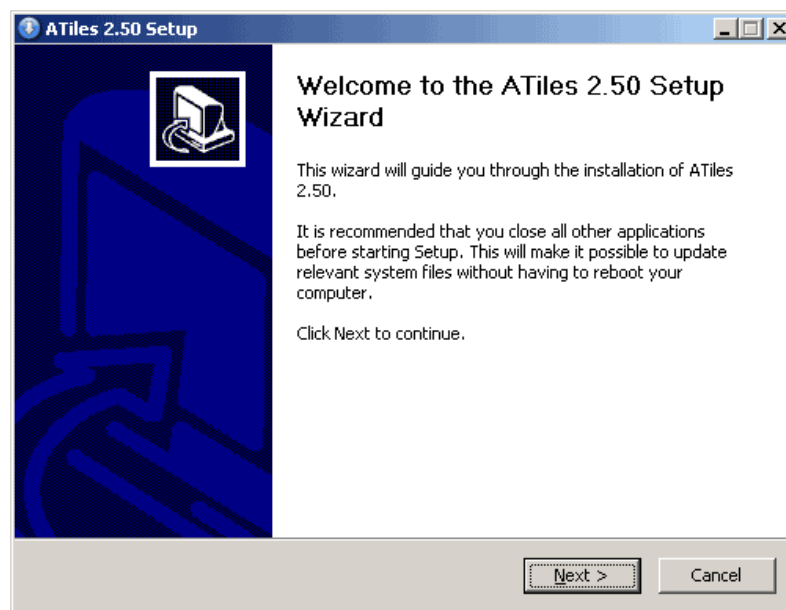 ATiles 2.50 Setup
Welcome to the ATiles 2.50 Setup
Wizard
This wizard will guide you through the installation of ATiles
2.50.
It is recommended that you close all other applications
before starting Setup. This will make it possible to update
relevant system files without having to reboot your
computer.
Click Next to continue.
Next >
Cancel